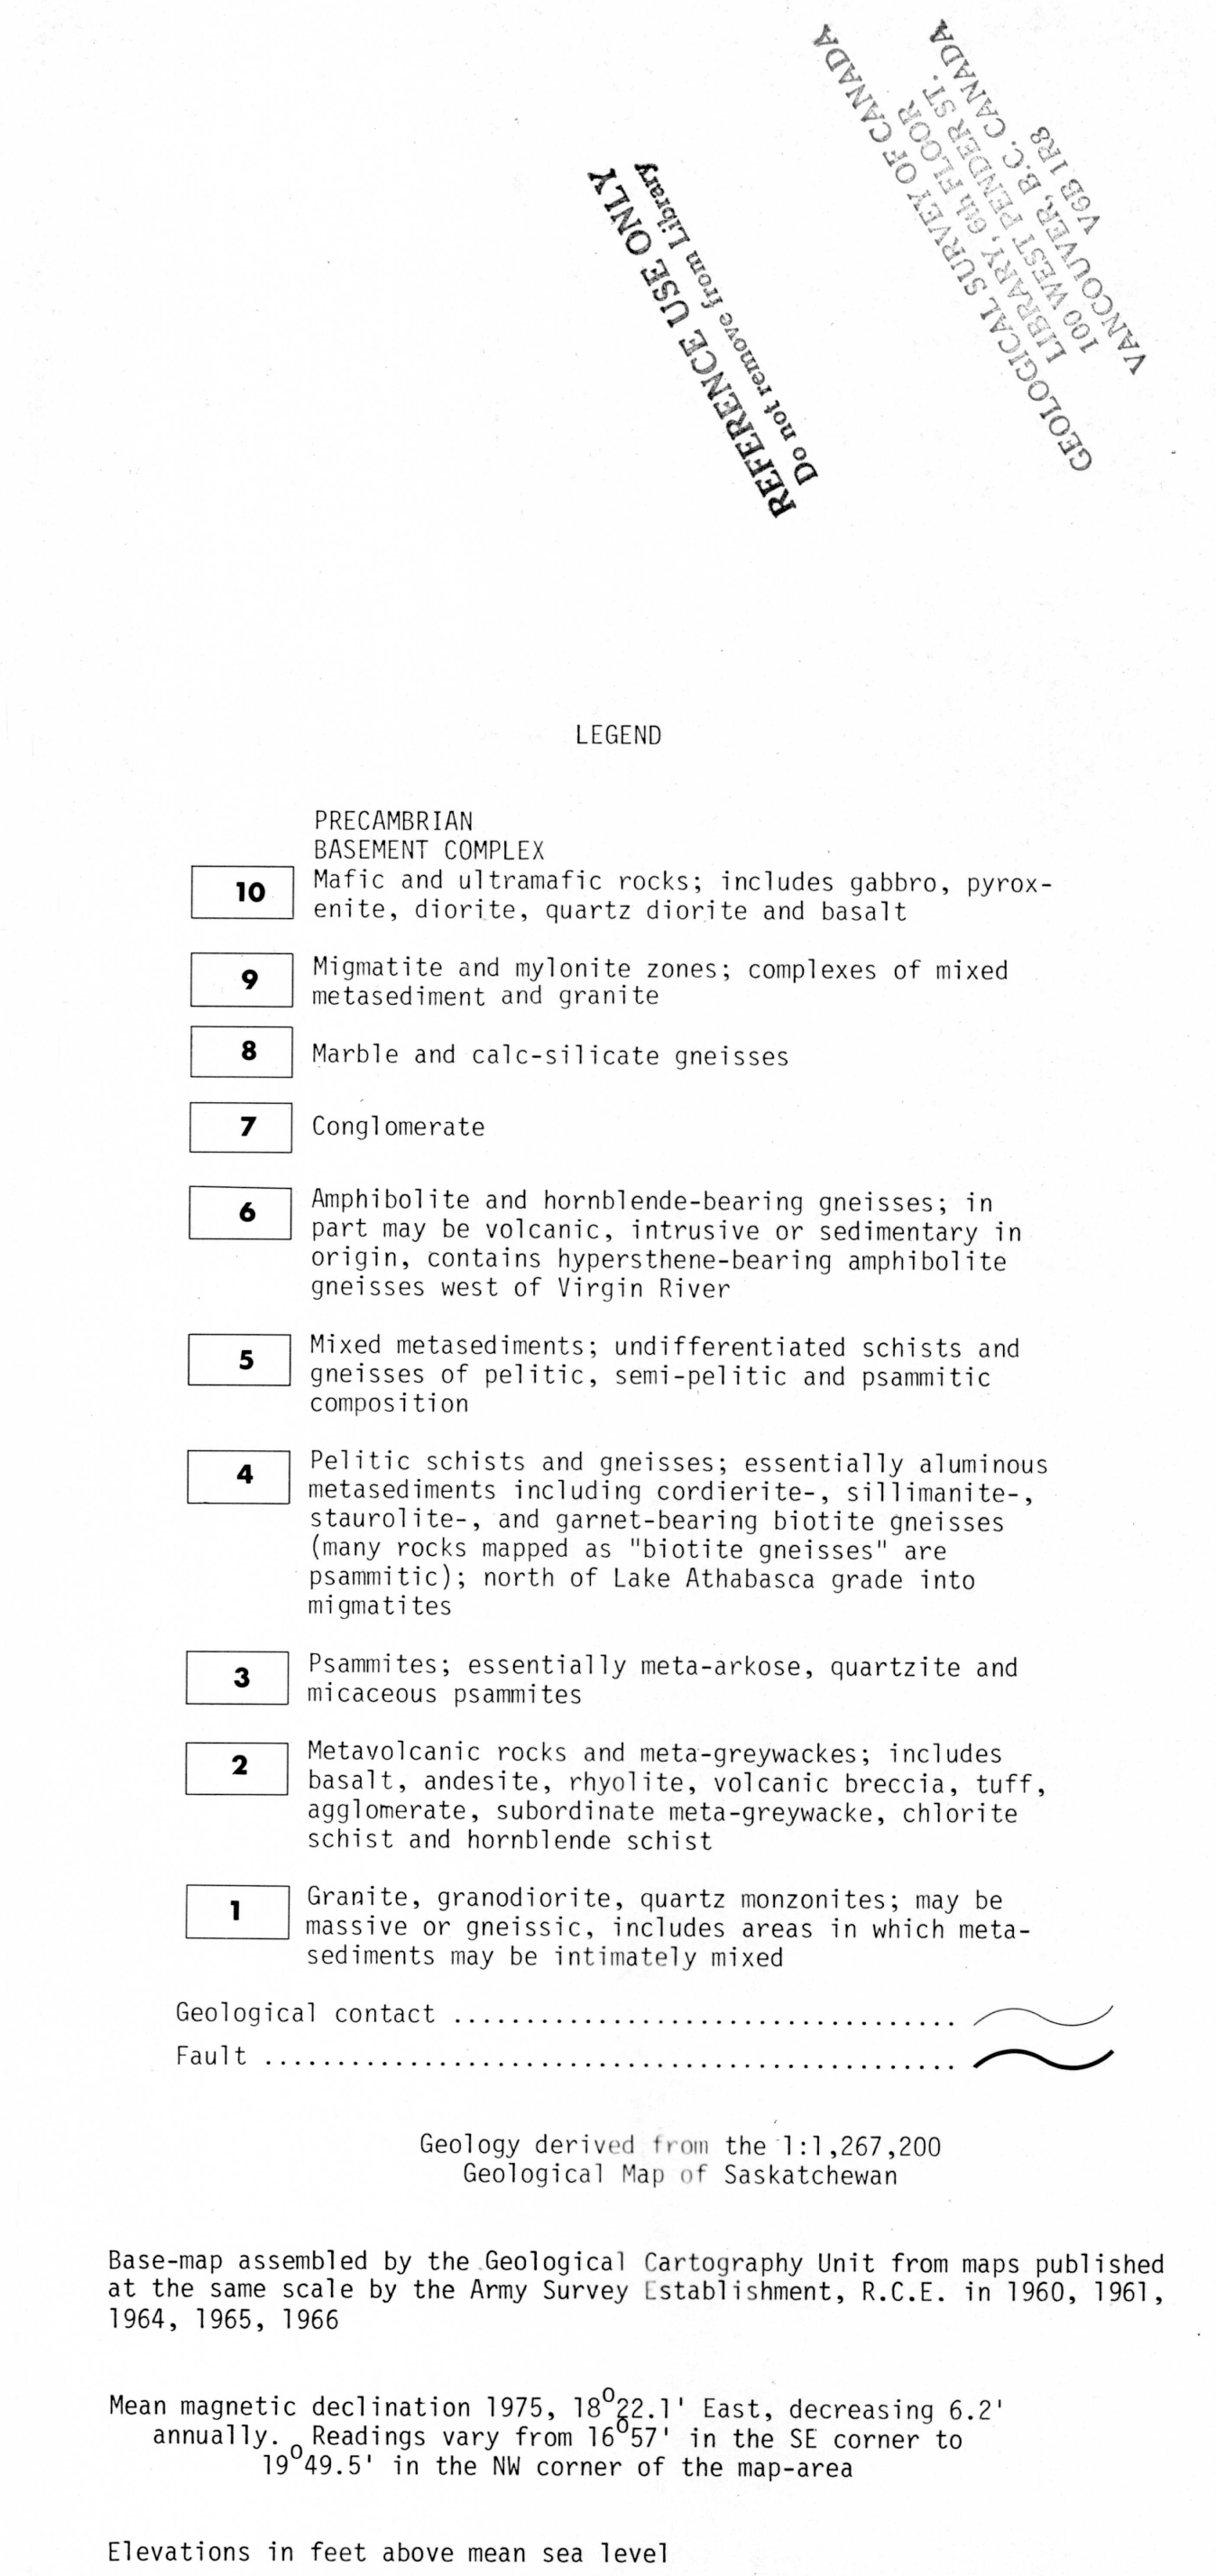 GEOLOGICAL SURVEY OF CANADA
LIBRARY, 6th FLOOR
100 WEST PENDER ST.
VANCOUVER, B.C. CANADA
V6B 1R8
REFERENCE USE ONLY
Do not remove from Library
LEGEND
PRECAMBRIAN
BASEMENT COMPLEX
10 Mafic and ultramafic rocks; includes gabbro, pyrox-
enite, diorite, quartz diorite and basalt
9 Migmatite and mylonite zones; complexes of mixed
metasediment and granite
8 Marble and calc-silicate gneisses
7 Conglomerate
6 Amphibolite and hornblende-bearing gneisses; in
part may be volcanic, intrusive or sedimentary in
origin, contains hypersthene-bearing amphibolite
gneisses west of Virgin River
5 Mixed metasediments; undifferentiated schists and
gneisses of pelitic, semi-pelitic and psammitic
composition
4 Pelitic schists and gneisses; essentially aluminous
metasediments including cordierite-, sillimanite-,
staurolite-, and garnet-bearing biotite gneisses
(many rocks mapped as "biotite gneisses" are
psammitic); north of Lake Athabasca grade into
migmatites
3 Psammites; essentially meta-arkose, quartzite and
micaceous psammites
2 Metavolcanic rocks and meta-greywackes; includes
basalt, andesite, rhyolite, volcanic breccia, tuff,
agglomerate, subordinate meta-greywacke, chlorite
schist and hornblende schist
1 Granite, granodiorite, quartz monzonites; may be
massive or gneissic, includes areas in which meta-
sediments may be intimately mixed
Geological contact ...................................
Fault ................................................
Geology derived from the 1:1,267,200
Geological Map of Saskatchewan
Base-map assembled by the Geological Cartography Unit from maps published
at the same scale by the Army Survey Establishment, R.C.E. in 1960, 1961,
1964, 1965, 1966
Mean magnetic declination 1975, 18°22.1' East, decreasing 6.2'
annually. Readings vary from 16°57' in the SE corner to
19°49.5' in the NW corner of the map-area
Elevations in feet above mean sea level